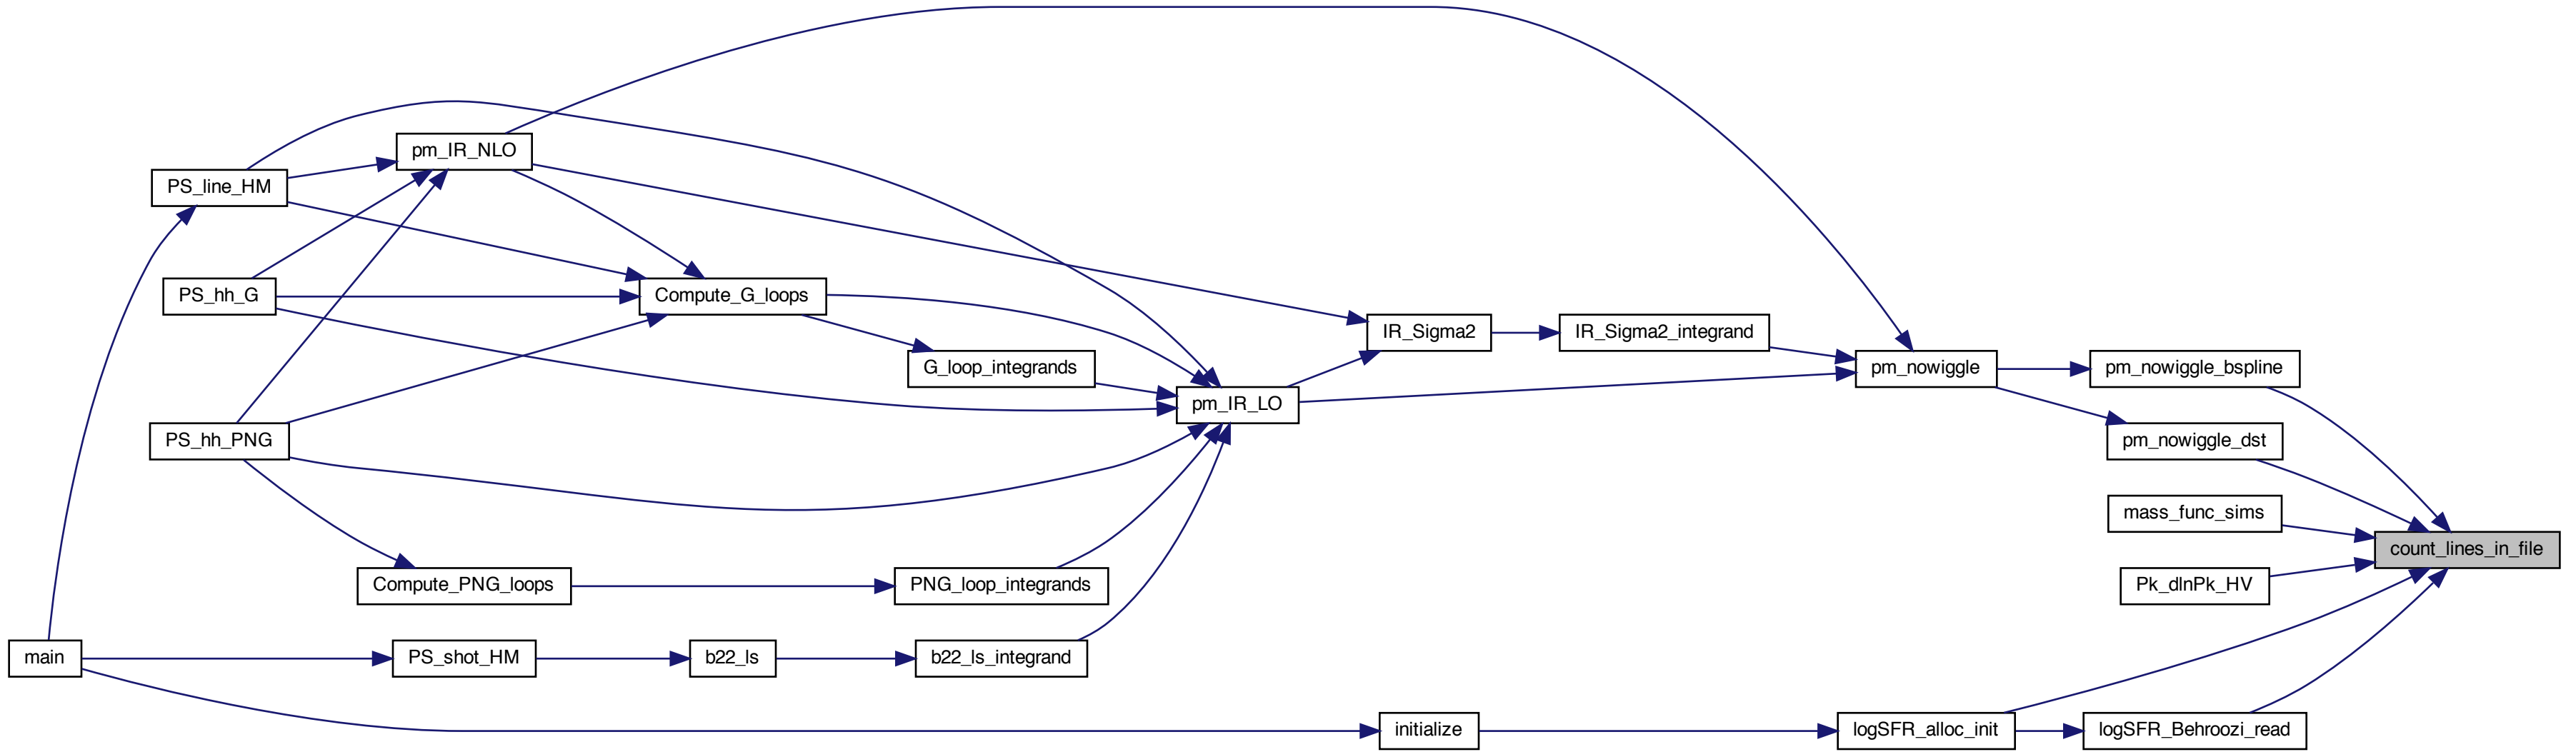 pm_IR_NLO
PS_line_HM
PS_hh_G
Compute_G_loops
IR_Sigma2
IR_Sigma2_integrand
G_loop_integrands
pm_nowiggle
pm_nowiggle_bspline
pm_IR_LO
PS_hh_PNG
pm_nowiggle_dst
mass_func_sims
count_lines_in_file
Compute_PNG_loops
PNG_loop_integrands
Pk_dlnPk_HV
main
PS_shot_HM
b22_ls
b22_ls_integrand
initialize
logSFR_alloc_init
logSFR_Behroozi_read